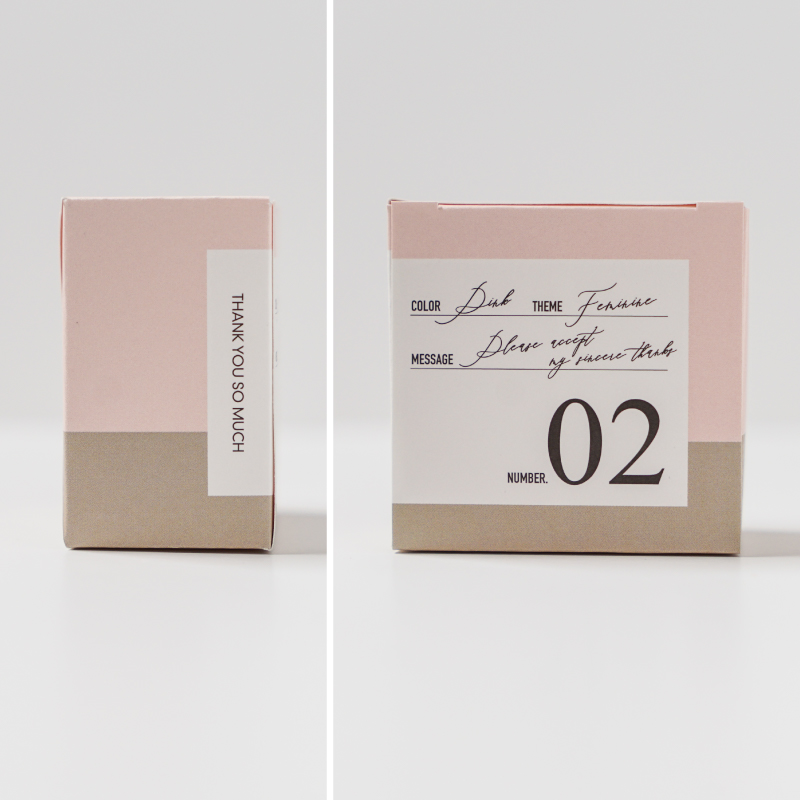 THANK YOU SO MUCH
COLOR Pink THEME Feminine
MESSAGE Please accept
my sincere thanks
NUMBER. 02